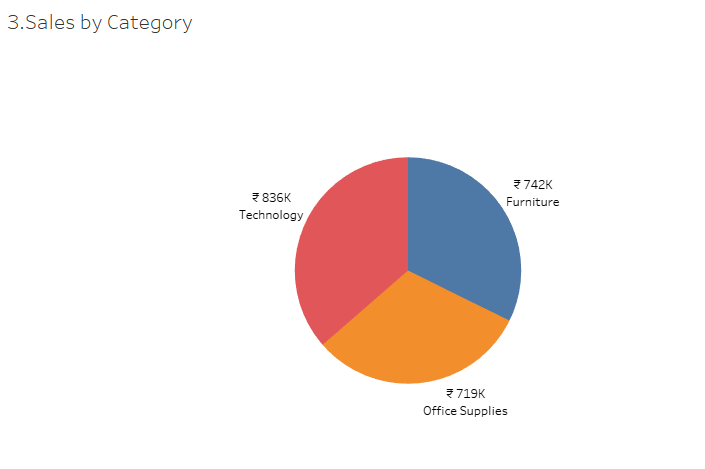 3.Sales by Category
₹ 836K
Technology
₹ 742K
Furniture
₹ 719K
Office Supplies